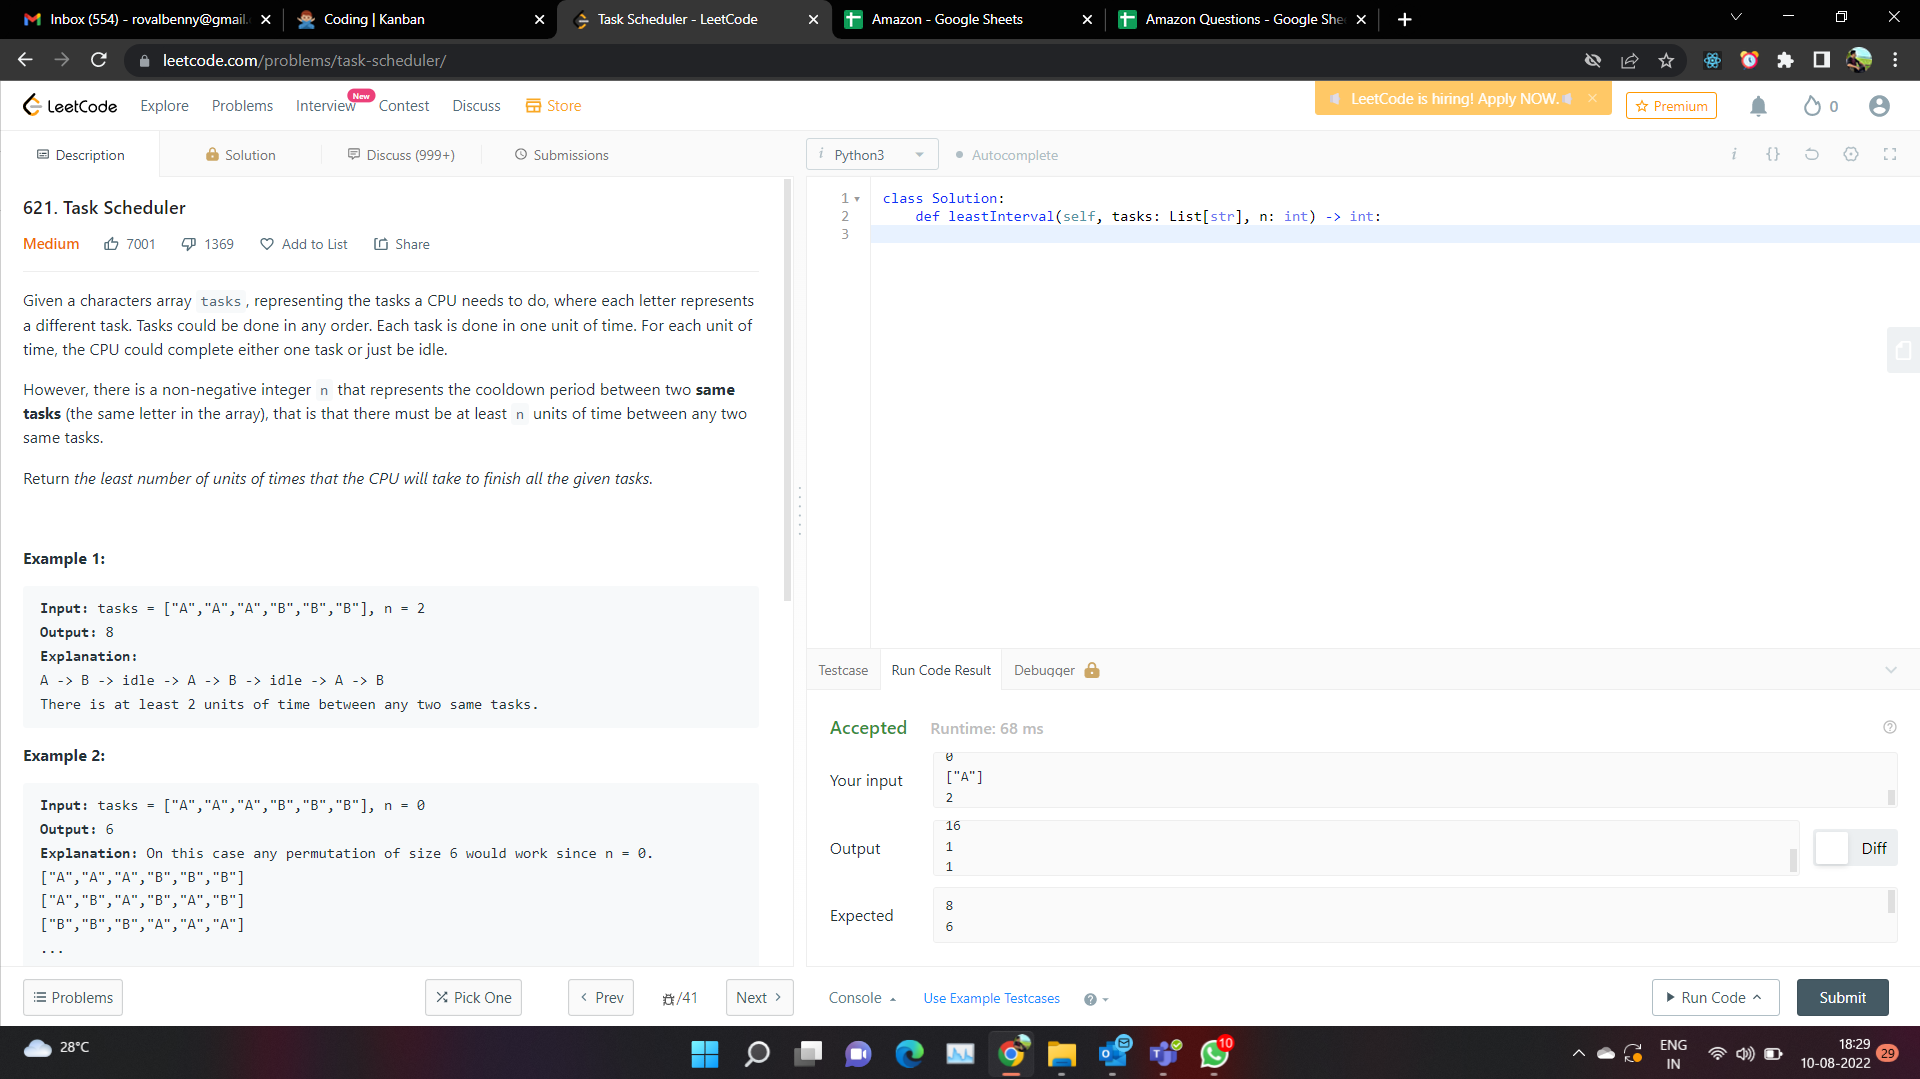 Inbox (554) - rovalbenny@gmail.
Coding | Kanban
Task Scheduler - LeetCode
Amazon - Google Sheets
Amazon Questions - Google She
leetcode.com/problems/task-scheduler/
LeetCode
Explore
Problems
Interview
New
Contest
Discuss
Store
LeetCode is hiring! Apply NOW.
Premium
0
Description
Solution
Discuss (999+)
Submissions
i Python3
Autocomplete
i
{}
621. Task Scheduler
Medium
7001
1369
Add to List
Share
Given a characters array tasks, representing the tasks a CPU needs to do, where each letter represents
a different task. Tasks could be done in any order. Each task is done in one unit of time. For each unit of
time, the CPU could complete either one task or just be idle.
However, there is a non-negative integer n that represents the cooldown period between two same
tasks (the same letter in the array), that is that there must be at least n units of time between any two
same tasks.
Return the least number of units of times that the CPU will take to finish all the given tasks.
Example 1:
Input: tasks = ["A","A","A","B","B","B"], n = 2
Output: 8
Explanation:
A -> B -> idle -> A -> B -> idle -> A -> B
There is at least 2 units of time between any two same tasks.
Example 2:
Input: tasks = ["A","A","A","B","B","B"], n = 0
Output: 6
Explanation: On this case any permutation of size 6 would work since n = 0.
["A","A","A","B","B","B"]
["A","B","A","B","A","B"]
["B","B","B","A","A","A"]
...
Problems
Pick One
Prev
/41
Next
1 class Solution:
2 def leastInterval(self, tasks: List[str], n: int) -> int:
3
Testcase
Run Code Result
Debugger
Accepted
Runtime: 68 ms
Your input
0
["A"]
2
Output
16
1
1
Diff
Expected
8
6
Console
Use Example Testcases
Run Code
Submit
28°C
10
ENG
IN
18:29
10-08-2022
29